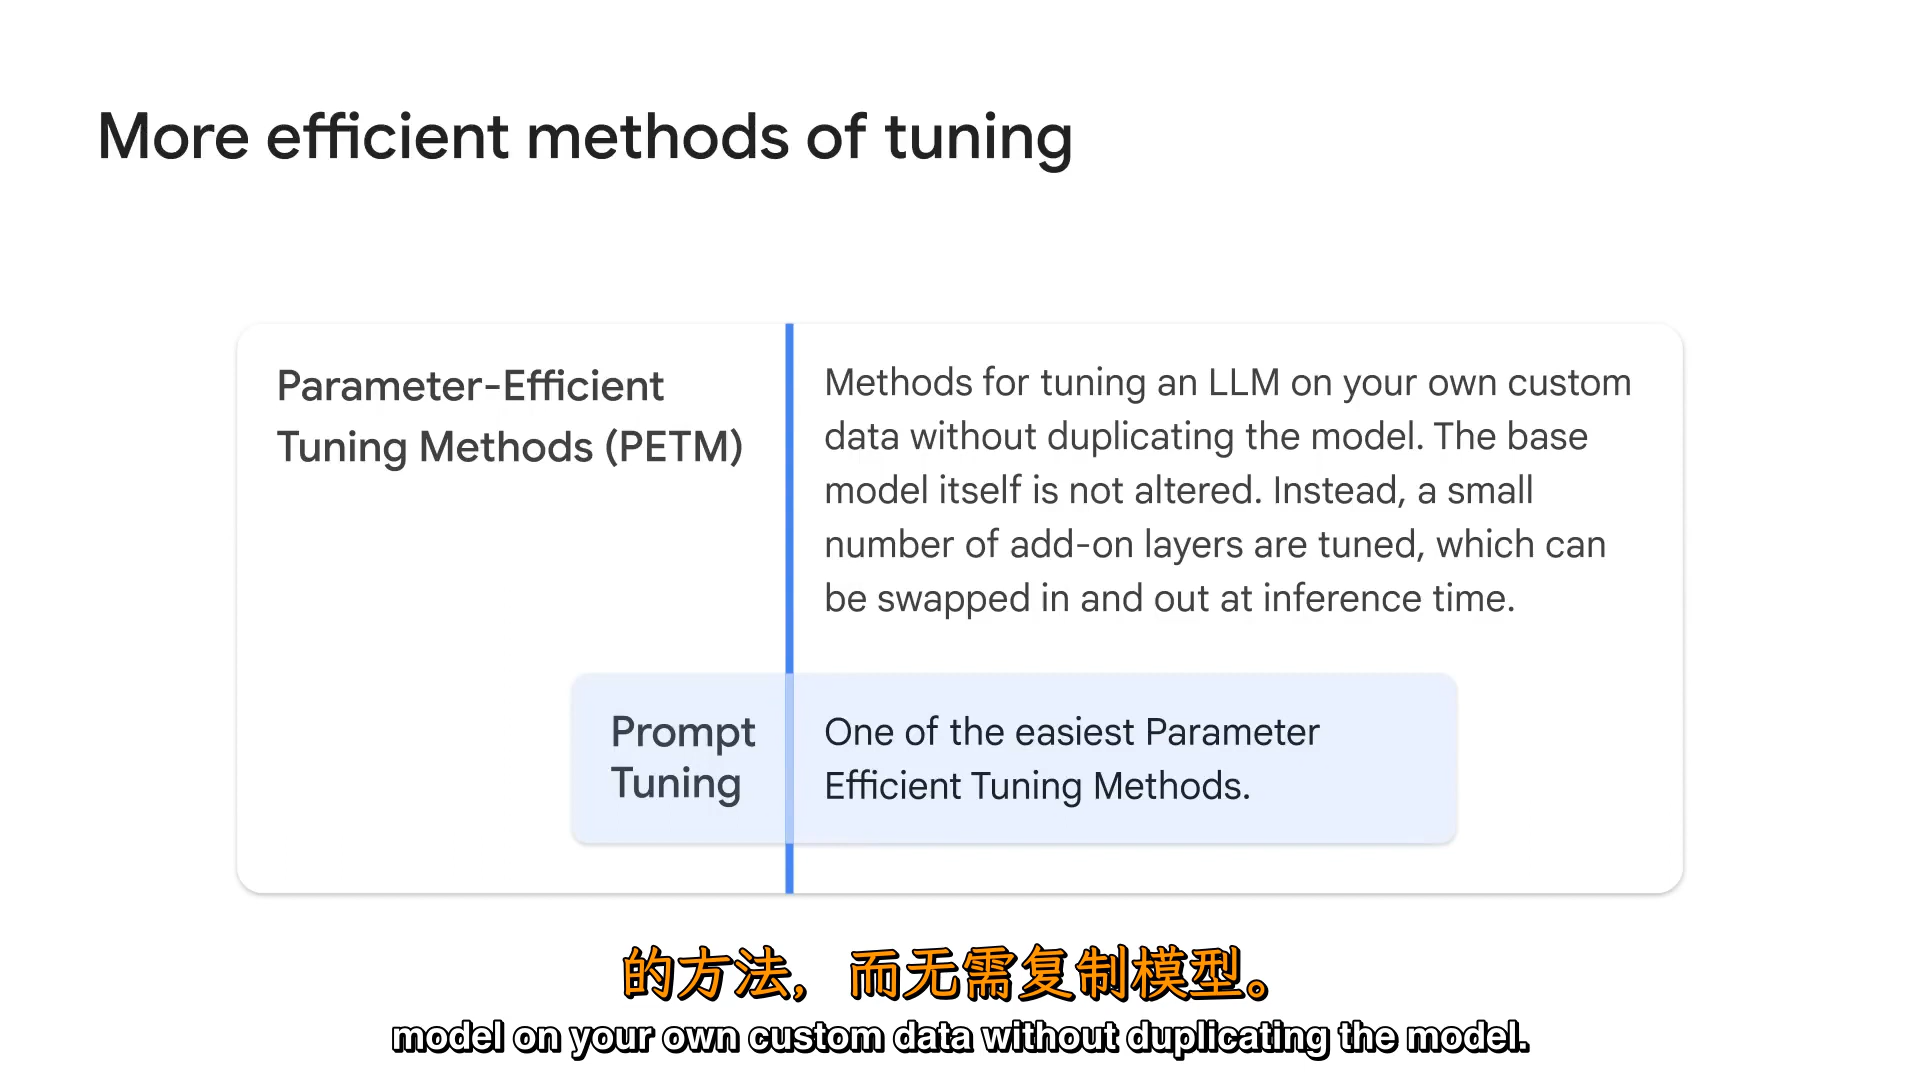 More efficient methods of tuning
Parameter-Efficient
Tuning Methods (PETM)
Methods for tuning an LLM on your own custom
data without duplicating the model. The base
model itself is not altered. Instead, a small
number of add-on layers are tuned, which can
be swapped in and out at inference time.
Prompt
Tuning
One of the easiest Parameter
Efficient Tuning Methods.
的方法，而无需复制模型。
model on your own custom data without duplicating the model.